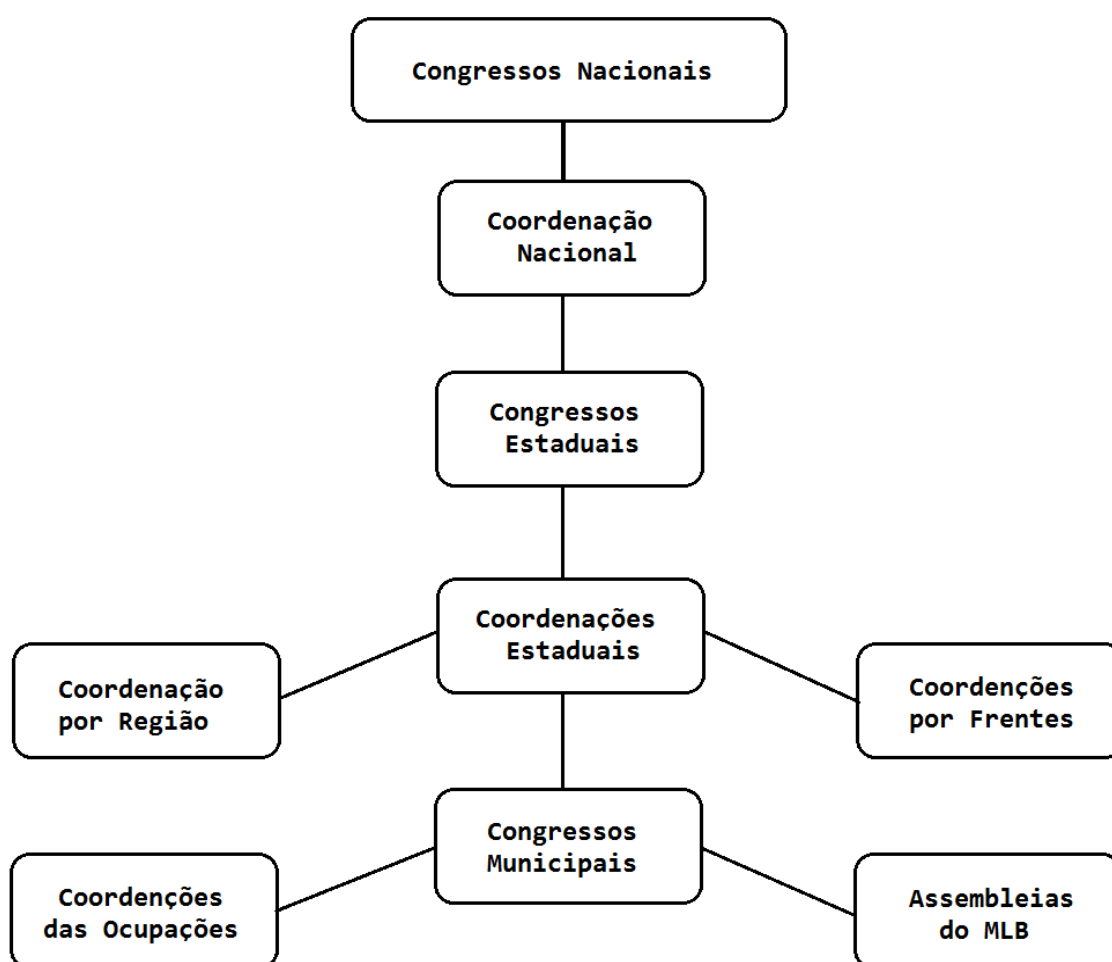 Congressos Nacionais
Coordenação
Nacional
Congressos
Estaduais
Coordenações
Estaduais
Coordenação
por Região
Coordenções
por Frentes
Congressos
Municipais
Coordenções
das Ocupações
Assembleias
do MLB